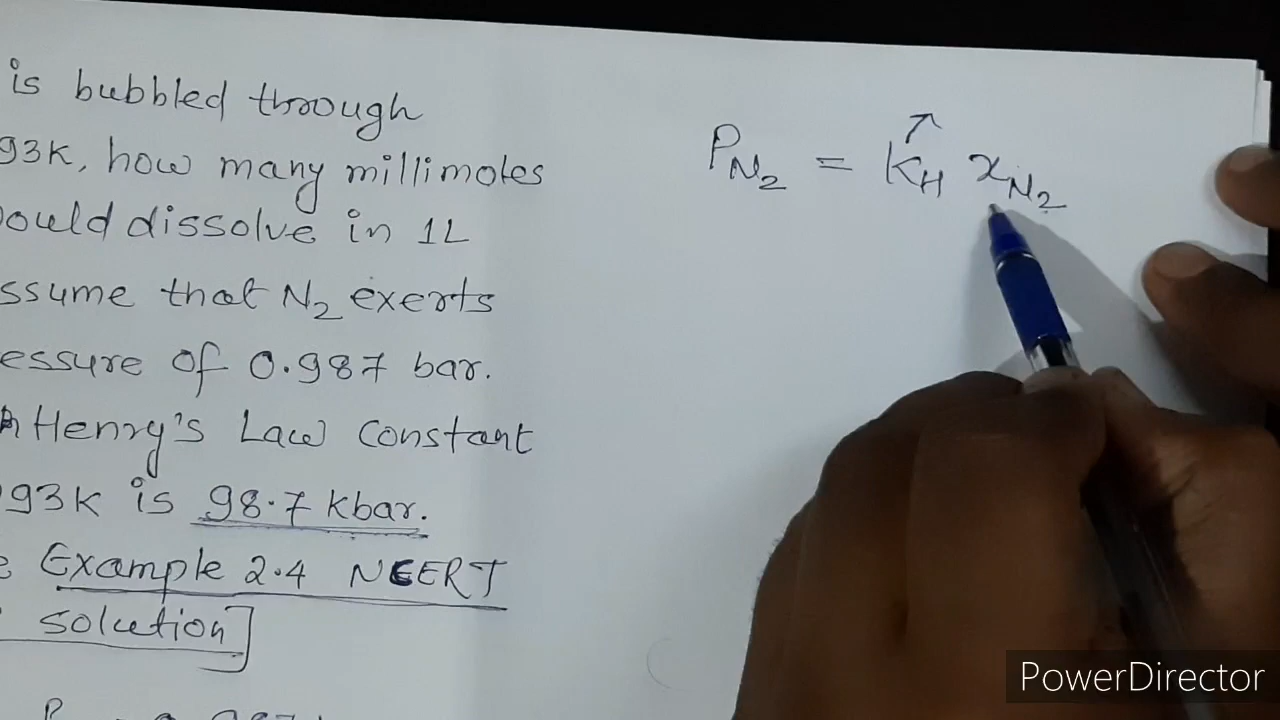 is bubbled through
93K, how many millimoles
ould dissolve in 1L
ssume that N2 exerts
essure of 0.987 bar.
Henry's Law constant
93K is 98.7 kbar.
Example 2.4 NCERT
solution]
P
PN2 = KH xN2
PowerDirector